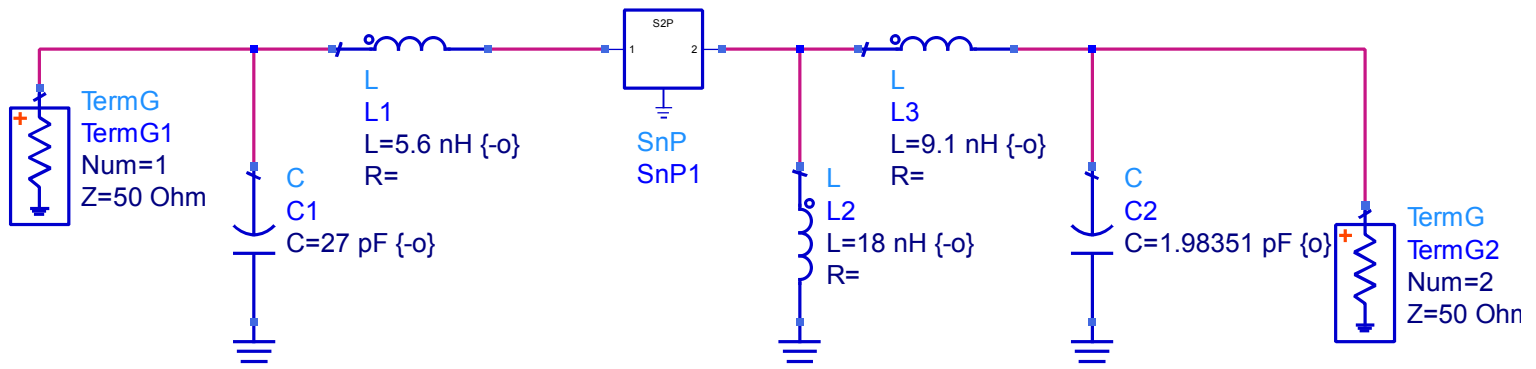 S2P
1
2
+
TermG
TermG1
Num=1
Z=50 Ohm
C
C1
C=27 pF {-o}
L
L1
L=5.6 nH {-o}
R=
SnP
SnP1
L
L2
L=18 nH {-o}
R=
L
L3
L=9.1 nH {-o}
R=
C
C2
C=1.98351 pF {o}
+
TermG
TermG2
Num=2
Z=50 Ohm